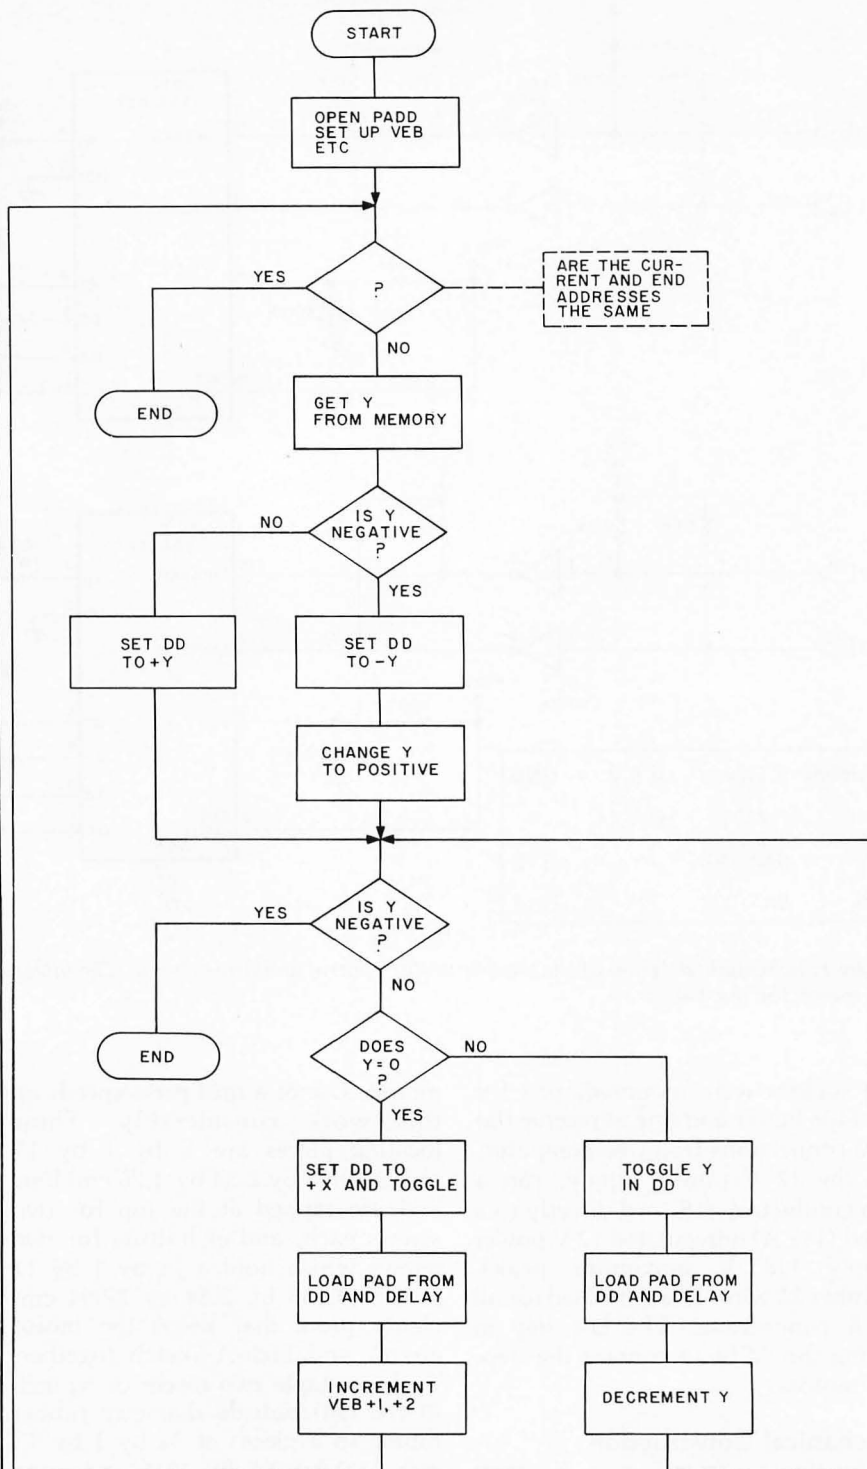 START
OPEN PADD
SET UP VEB
ETC
YES
?
ARE THE CUR-
RENT AND END
ADDRESSES
THE SAME
NO
END
GET Y
FROM MEMORY
NO
IS Y
NEGATIVE
?
YES
SET DD
TO+Y
SET DD
TO-Y
CHANGE Y
TO POSITIVE
YES
IS Y
NEGATIVE
?
NO
END
DOES
Y=0
?
NO
YES
SET DD TO
+X AND TOGGLE
TOGGLE Y
IN DD
LOAD PAD FROM
DD AND DELAY
LOAD PAD FROM
DD AND DELAY
INCREMENT
VEB+1,+2
DECREMENT Y